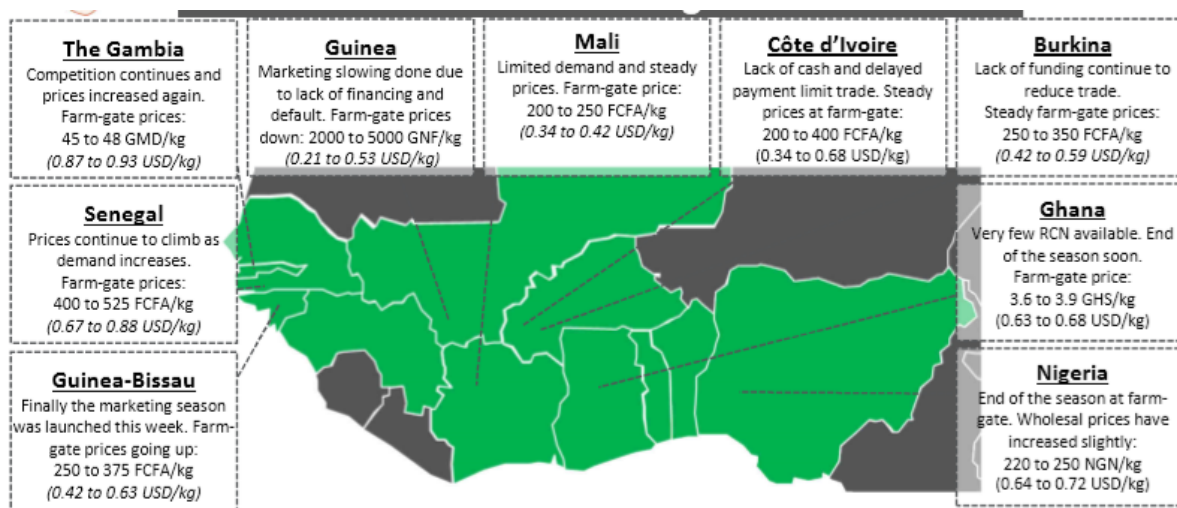 The Gambia
Competition continues and
prices increased again.
Farm-gate prices:
45 to 48 GMD/kg
(0.87 to 0.93 USD/kg)
Guinea
Marketing slowing done due
to lack of financing and
default. Farm-gate prices
down: 2000 to 5000 GNF/kg
(0.21 to 0.53 USD/kg)
Mali
Limited demand and steady
prices. Farm-gate price:
200 to 250 FCFA/kg
(0.34 to 0.42 USD/kg)
Côte d'Ivoire
Lack of cash and delayed
payment limit trade. Steady
prices at farm-gate:
200 to 400 FCFA/kg
(0.34 to 0.68 USD/kg)
Burkina
Lack of funding continue to
reduce trade.
Steady farm-gate prices:
250 to 350 FCFA/kg
(0.42 to 0.59 USD/kg)
Senegal
Prices continue to climb as
demand increases.
Farm-gate prices:
400 to 525 FCFA/kg
(0.67 to 0.88 USD/kg)
Ghana
Very few RCN available. End
of the season soon.
Farm-gate price:
3.6 to 3.9 GHS/kg
(0.63 to 0.68 USD/kg)
Guinea-Bissau
Finally the marketing season
was launched this week. Farm-
gate prices going up:
250 to 375 FCFA/kg
(0.42 to 0.63 USD/kg)
Nigeria
End of the season at farm-
gate. Wholesal prices have
increased slightly:
220 to 250 NGN/kg
(0.64 to 0.72 USD/kg)